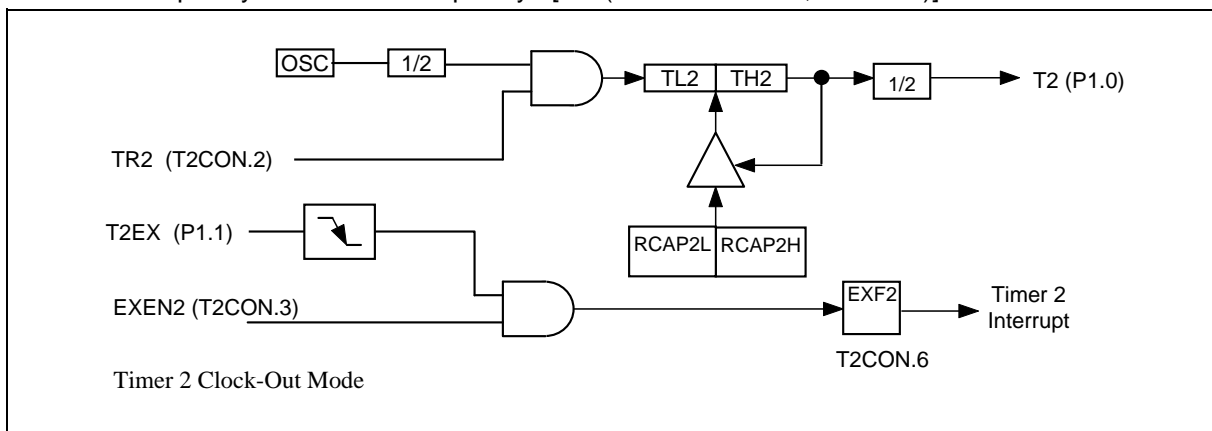 OSC 1/2 TL2 TH2 1/2 T2 (P1.0)
TR2 (T2CON.2)
T2EX (P1.1)
RCAP2L RCAP2H
EXEN2 (T2CON.3)
EXF2
Timer 2
Interrupt
T2CON.6
Timer 2 Clock-Out Mode